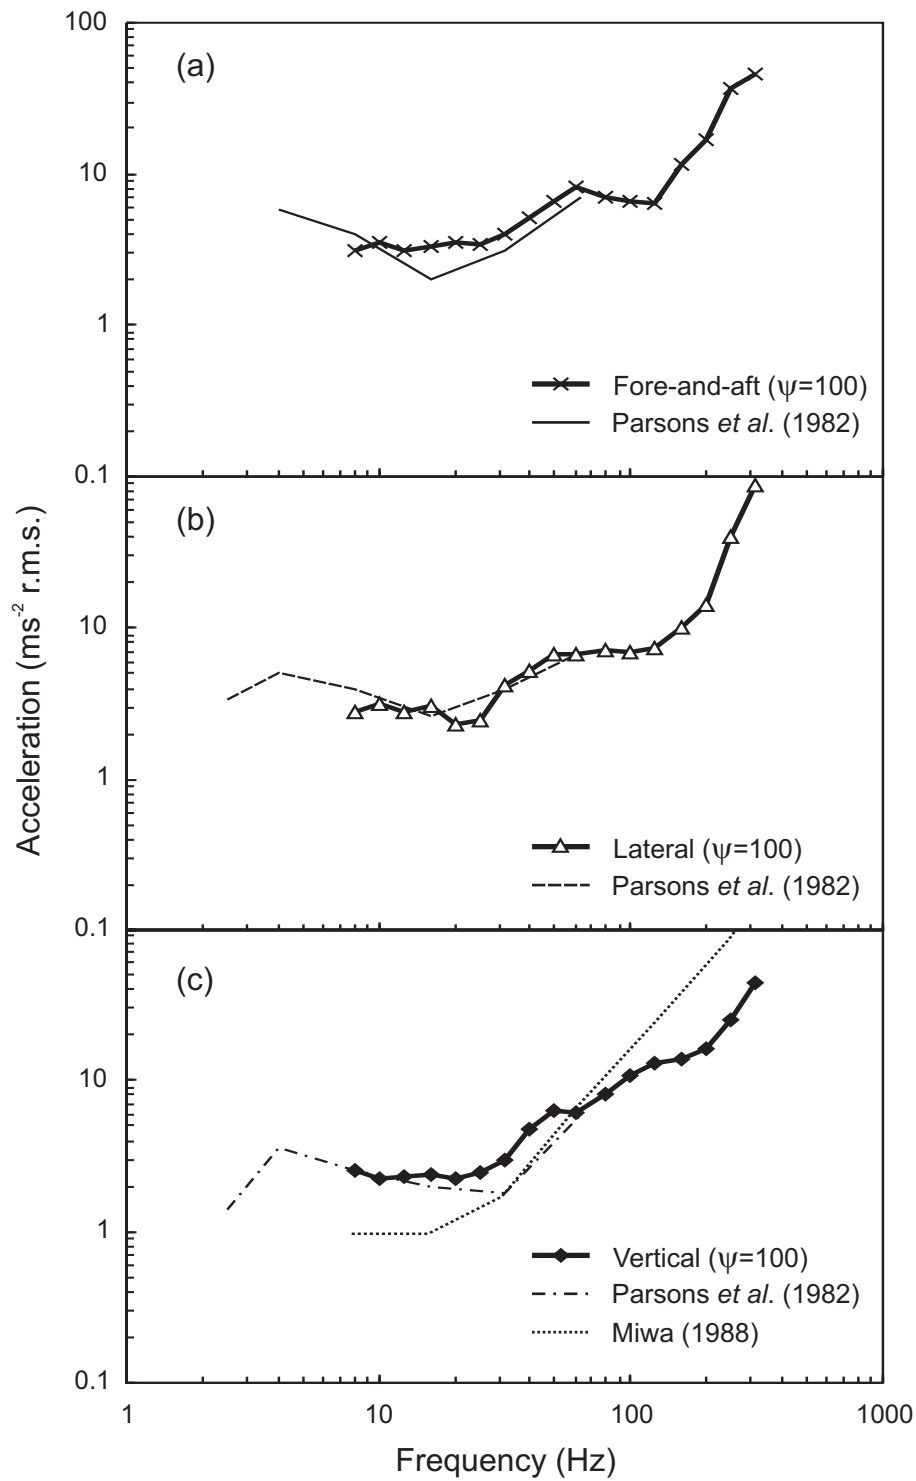 100
(a)
10
1
Fore-and-aft (ψ=100)
Parsons et al. (1982)
0.1
(b)
10
1
Lateral (ψ=100)
Parsons et al. (1982)
0.1
(c)
10
1
Vertical (ψ=100)
Parsons et al. (1982)
Miwa (1988)
0.1
1 10 100 1000
Frequency (Hz)
Acceleration (ms⁻² r.m.s.)